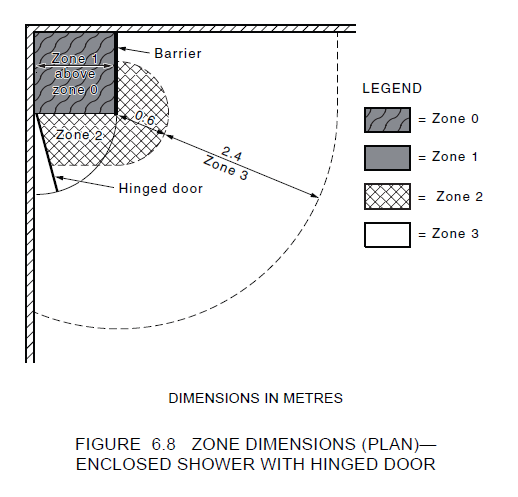 Barrier
Zone 1
above
zone 0
Zone 2
0.6
2.4
Zone 3
Hinged door
LEGEND
= Zone 0
= Zone 1
= Zone 2
= Zone 3
DIMENSIONS IN METRES
FIGURE 6.8 ZONE DIMENSIONS (PLAN)—
ENCLOSED SHOWER WITH HINGED DOOR